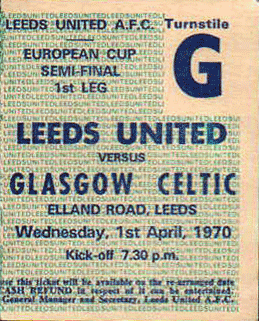 LEEDS UNITED A.F.C. Turnstile
G
EUROPEAN CUP
SEMI-FINAL
1st LEG
LEEDS UNITED
VERSUS
GLASGOW CELTIC
ELLAND ROAD, LEEDS
Wednesday, 1st April, 1970
Kick-off 7.30 p.m.
this ticket will be available on the re-arranged date
CASH REFUND in respect of it can be entertained.
General Manager and Secretary, Leeds United A.F.C.